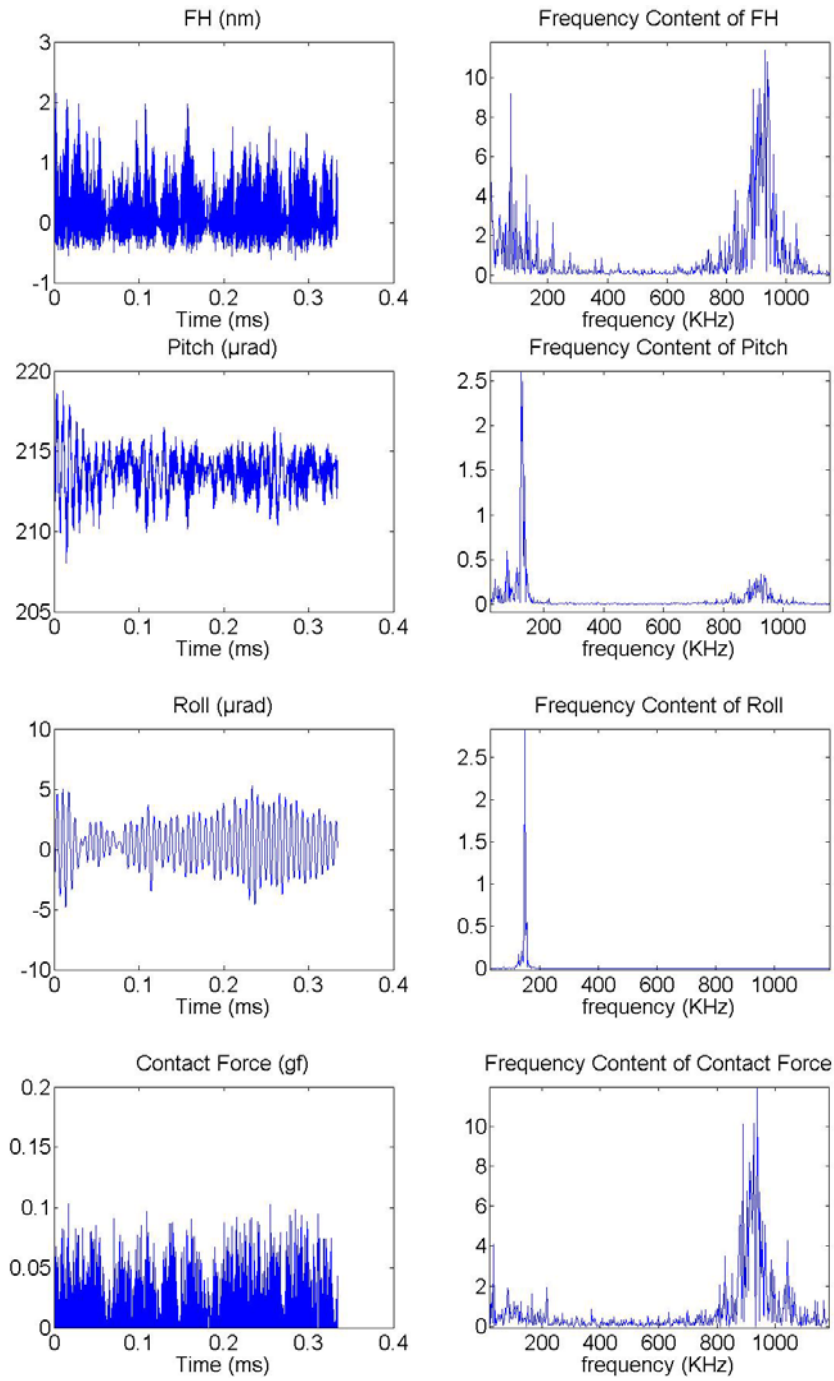 FH (nm)
3
2
1
0
-1
0 0.1 0.2 0.3 0.4
Time (ms)
Frequency Content of FH
10
8
6
4
2
0
200 400 600 800 1000
frequency (KHz)
Pitch (μrad)
220
215
210
205
0 0.1 0.2 0.3 0.4
Time (ms)
Frequency Content of Pitch
2.5
2
1.5
1
0.5
0
200 400 600 800 1000
frequency (KHz)
Roll (μrad)
10
5
0
-5
-10
0 0.1 0.2 0.3 0.4
Time (ms)
Frequency Content of Roll
2.5
2
1.5
1
0.5
0
200 400 600 800 1000
frequency (KHz)
Contact Force (gf)
0.2
0.15
0.1
0.05
0
0 0.1 0.2 0.3 0.4
Time (ms)
Frequency Content of Contact Force
10
8
6
4
2
0
200 400 600 800 1000
frequency (KHz)